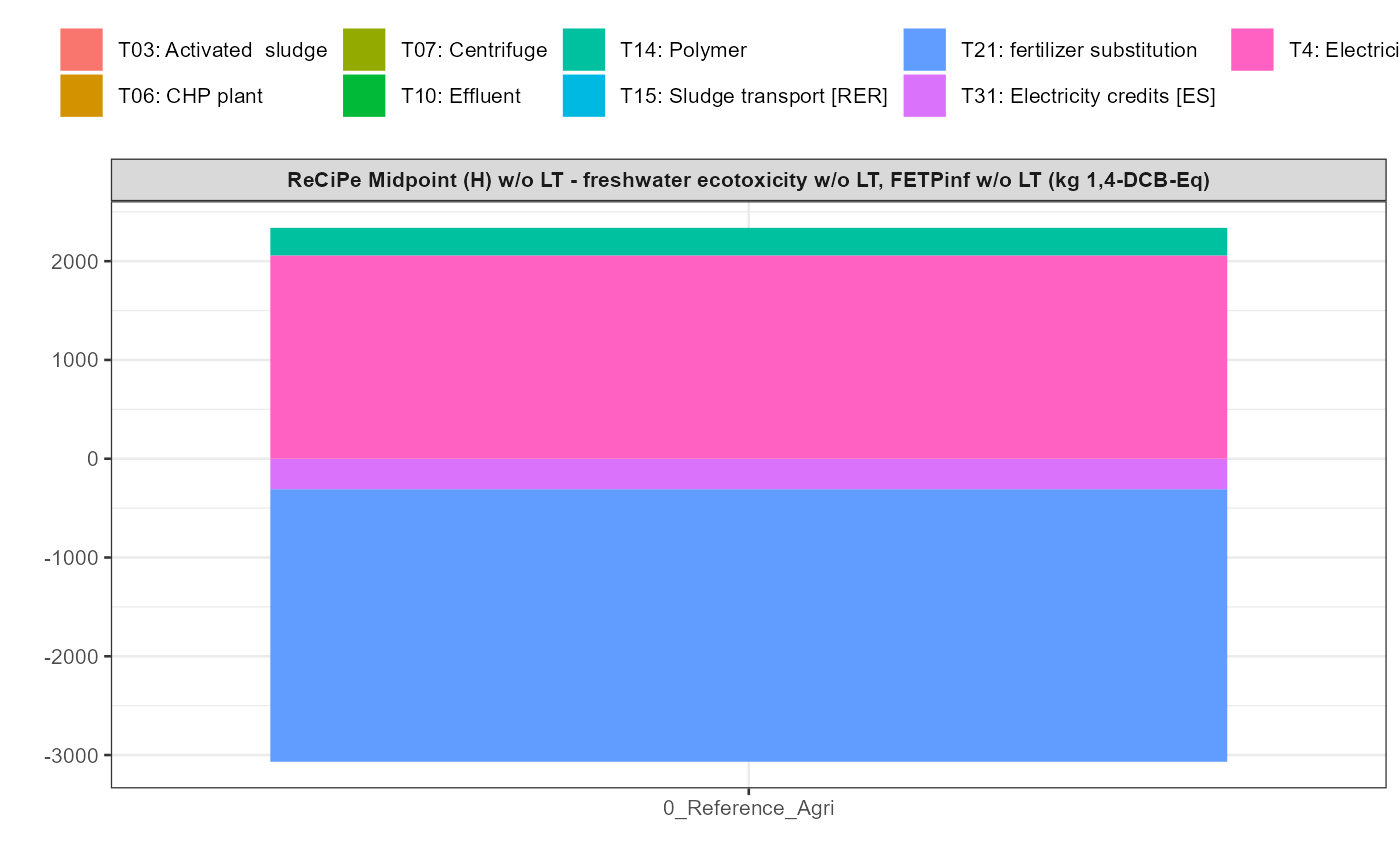 T03: Activated  sludge T07: Centrifuge T14: Polymer T21: fertilizer substitution T4: Electrici
T06: CHP plant T10: Effluent T15: Sludge transport [RER] T31: Electricity credits [ES]
ReCiPe Midpoint (H) w/o LT - freshwater ecotoxicity w/o LT, FETPinf w/o LT (kg 1,4-DCB-Eq)
2000
1000
0
-1000
-2000
-3000
0_Reference_Agri